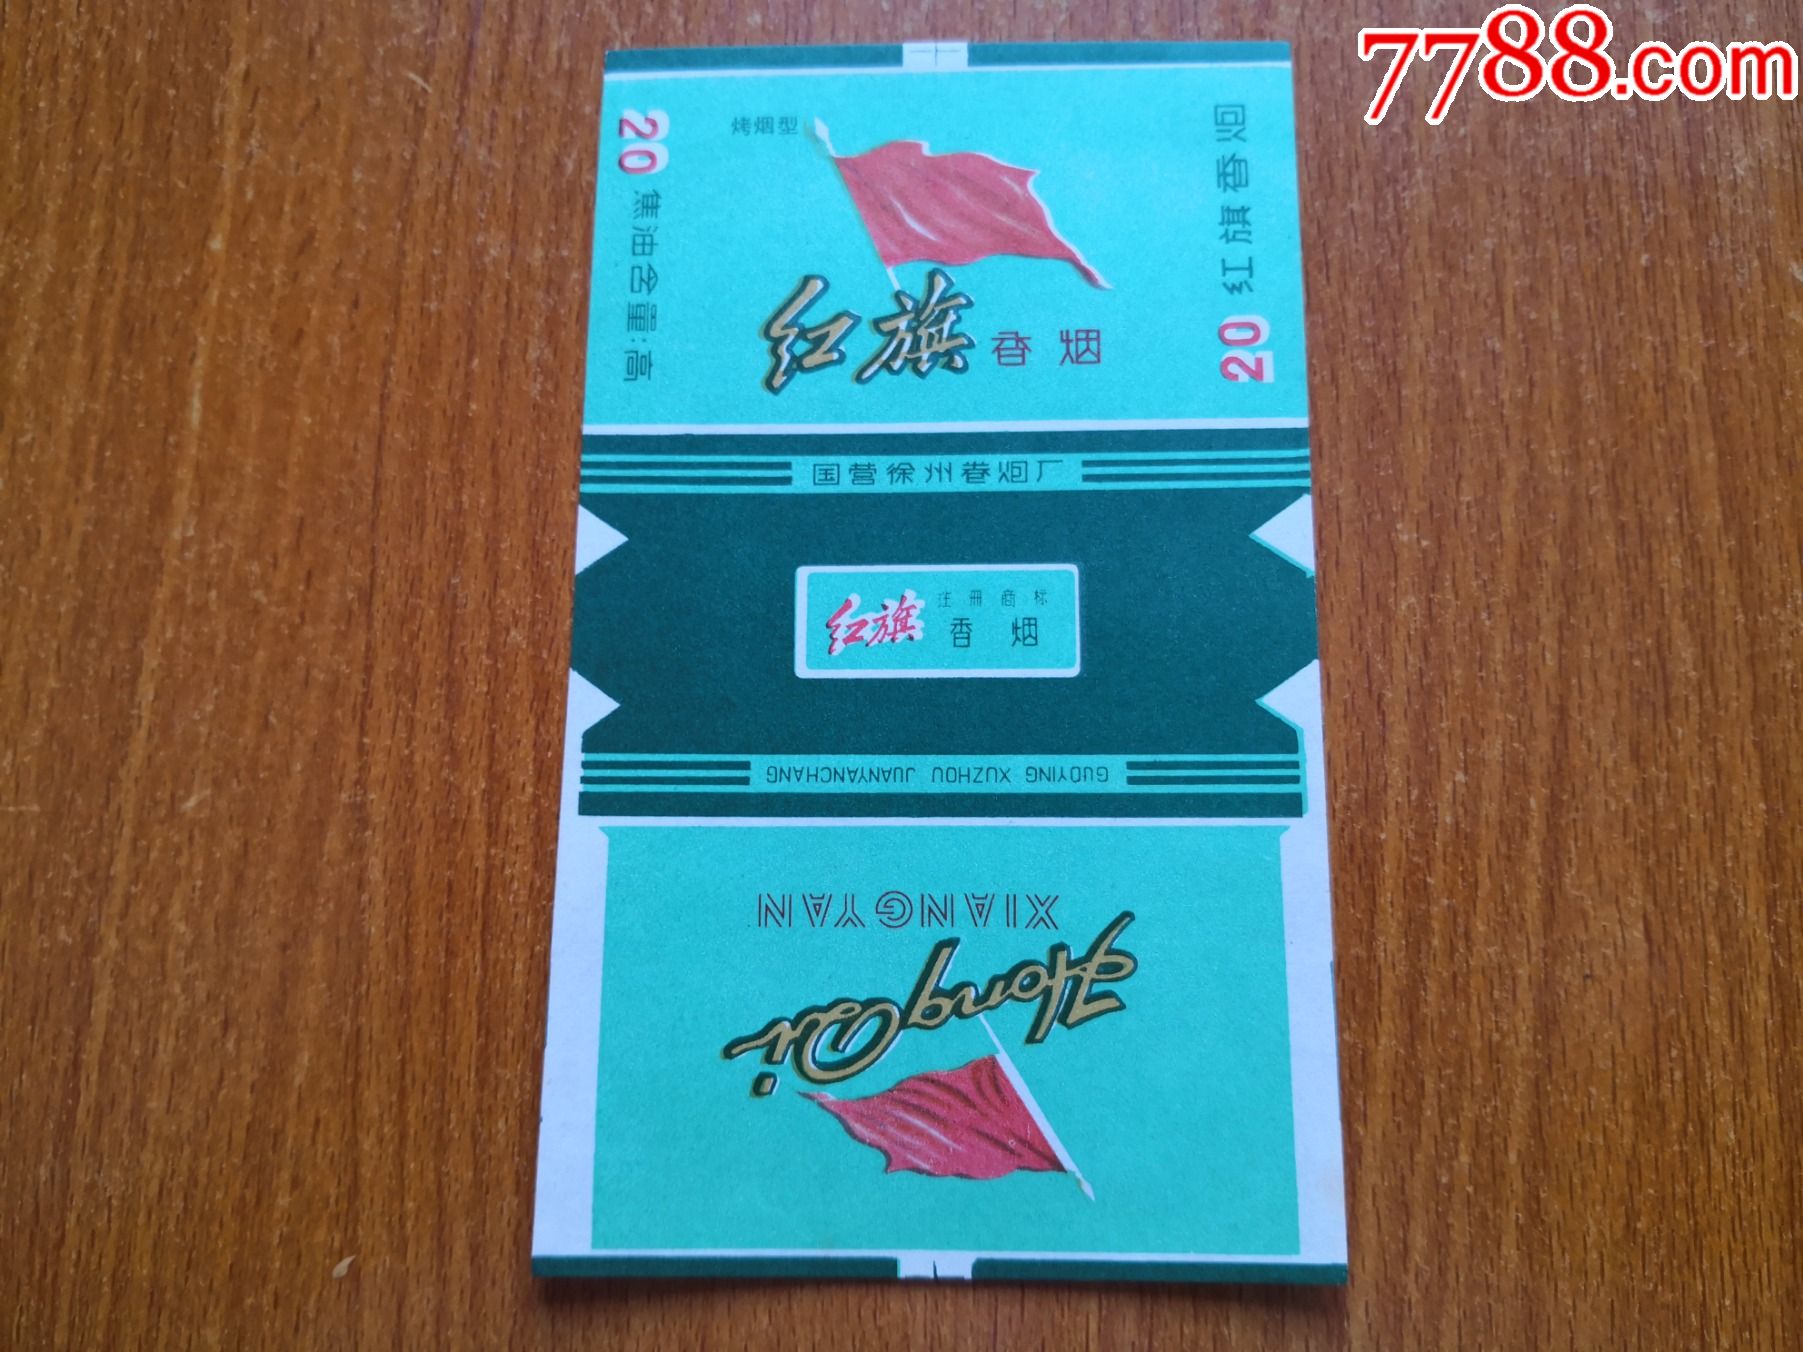 7788.com
烤烟型
红旗 香烟
20 焦油含量:高
20 红旗香烟
国营徐州卷烟厂
红旗 注册商标
香烟
GUOYING XUZHOU JUANYANCHANG
XIANGYAN
Hong Qi